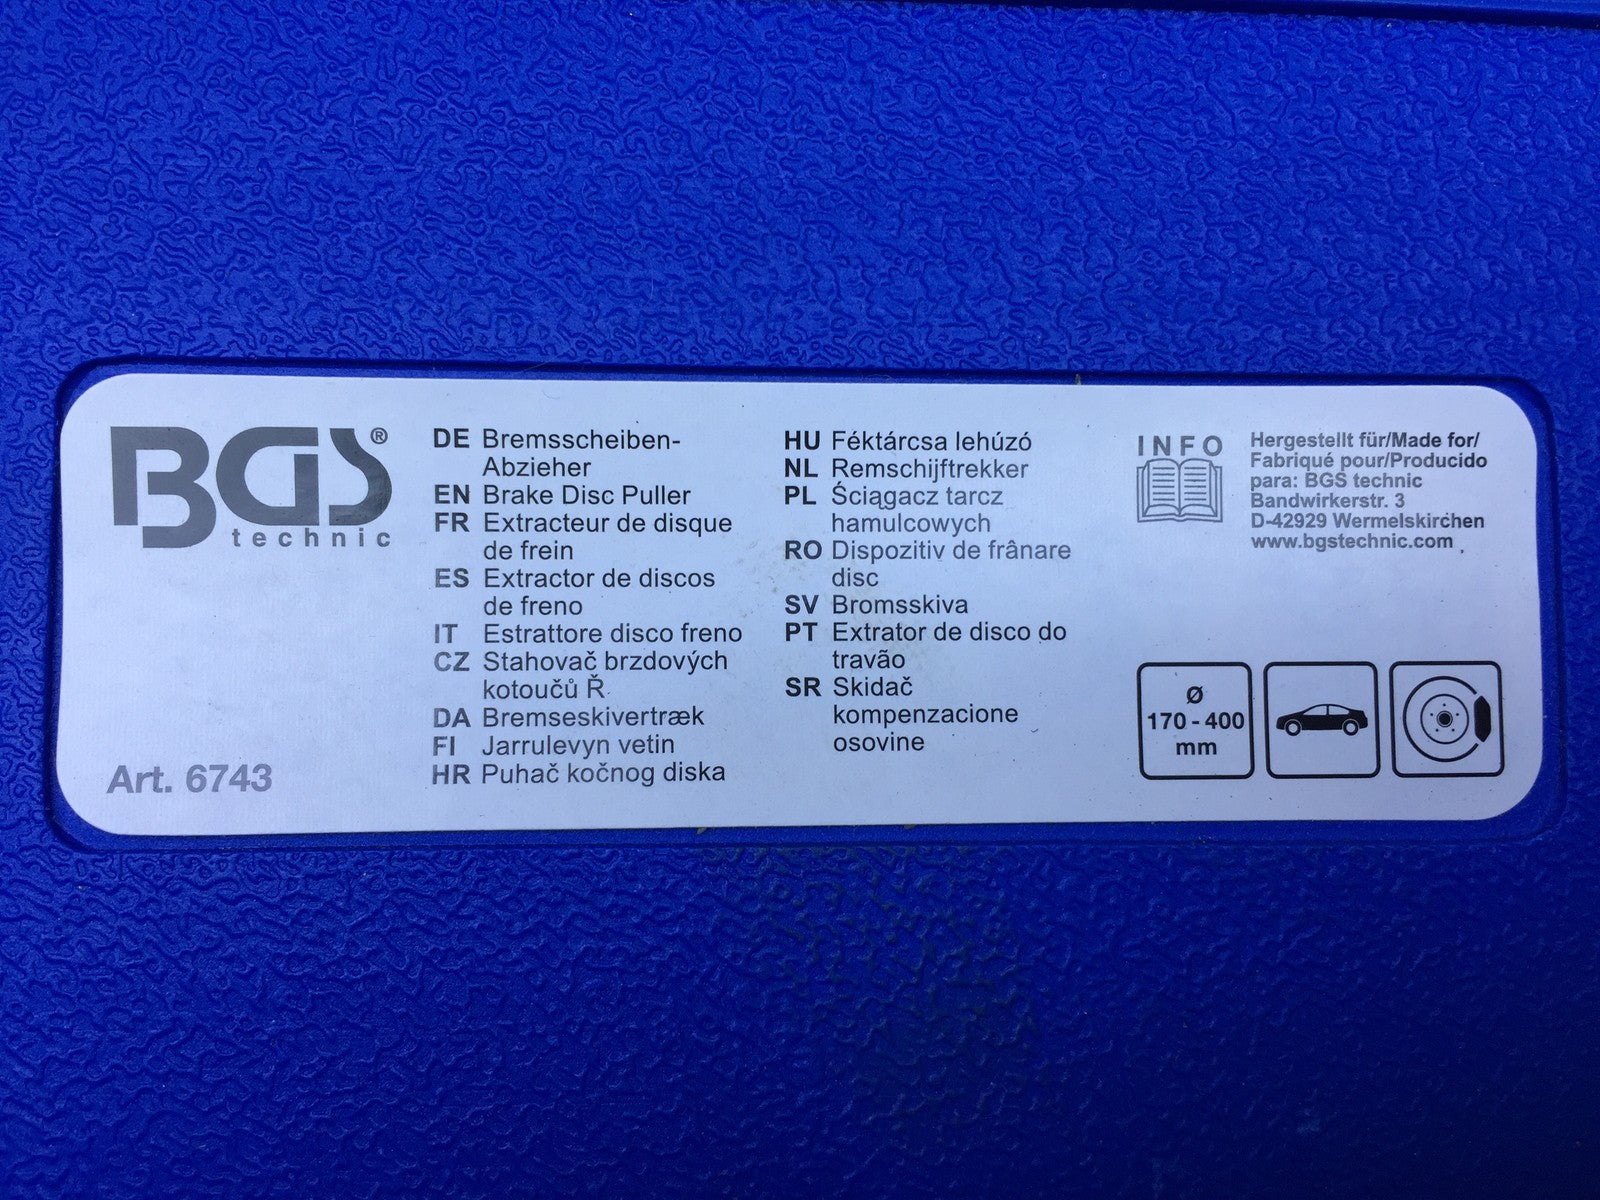 BGS®
technic
Art. 6743
DE Bremsscheiben-
Abzieher
EN Brake Disc Puller
FR Extracteur de disque
de frein
ES Extractor de discos
de freno
IT Estrattore disco freno
CZ Stahovač brzdových
kotoučů Ř
DA Bremseskivertræk
FI Jarrulevyn vetin
HR Puhač kočnog diska
HU Féktárcsa lehúzó
NL Remschijftrekker
PL Ściągacz tarcz
hamulcowych
RO Dispozitiv de frânare
disc
SV Bromsskiva
PT Extrator de disco do
travão
SR Skidač
kompenzacione
osovine
INFO
Hergestellt für/Made for/
Fabriqué pour/Producido
para: BGS technic
Bandwirkerstr. 3
D-42929 Wermelskirchen
www.bgstechnic.com
Ø
170 - 400
mm